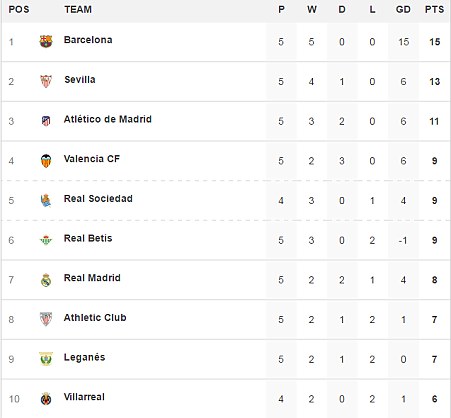 POS TEAM P W D L GD PTS
1 Barcelona 5 5 0 0 15 15
2 Sevilla 5 4 1 0 6 13
3 Atlético de Madrid 5 3 2 0 6 11
4 Valencia CF 5 2 3 0 6 9
5 Real Sociedad 4 3 0 1 4 9
6 Real Betis 5 3 0 2 -1 9
7 Real Madrid 5 2 2 1 4 8
8 Athletic Club 5 2 1 2 1 7
9 Leganés 5 2 1 2 0 7
10 Villarreal 4 2 0 2 1 6